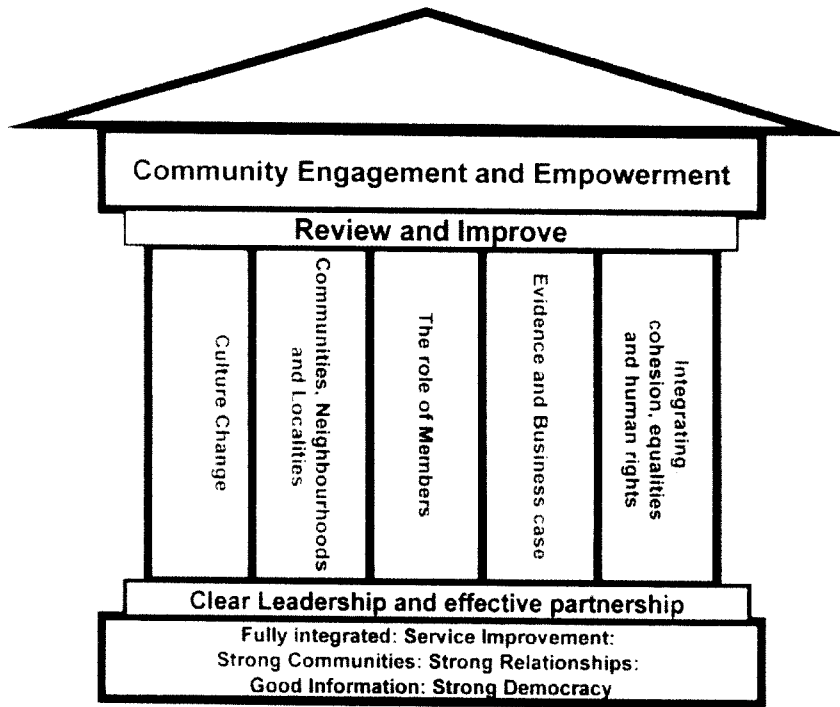 Community Engagement and Empowerment
Review and Improve
Culture Change
Communities, Neighbourhoods
and Localities
The role of Members
Evidence and Business case
Integrating
cohesion, equalities
and human rights
Clear Leadership and effective partnership
Fully integrated: Service Improvement:
Strong Communities: Strong Relationships:
Good Information: Strong Democracy